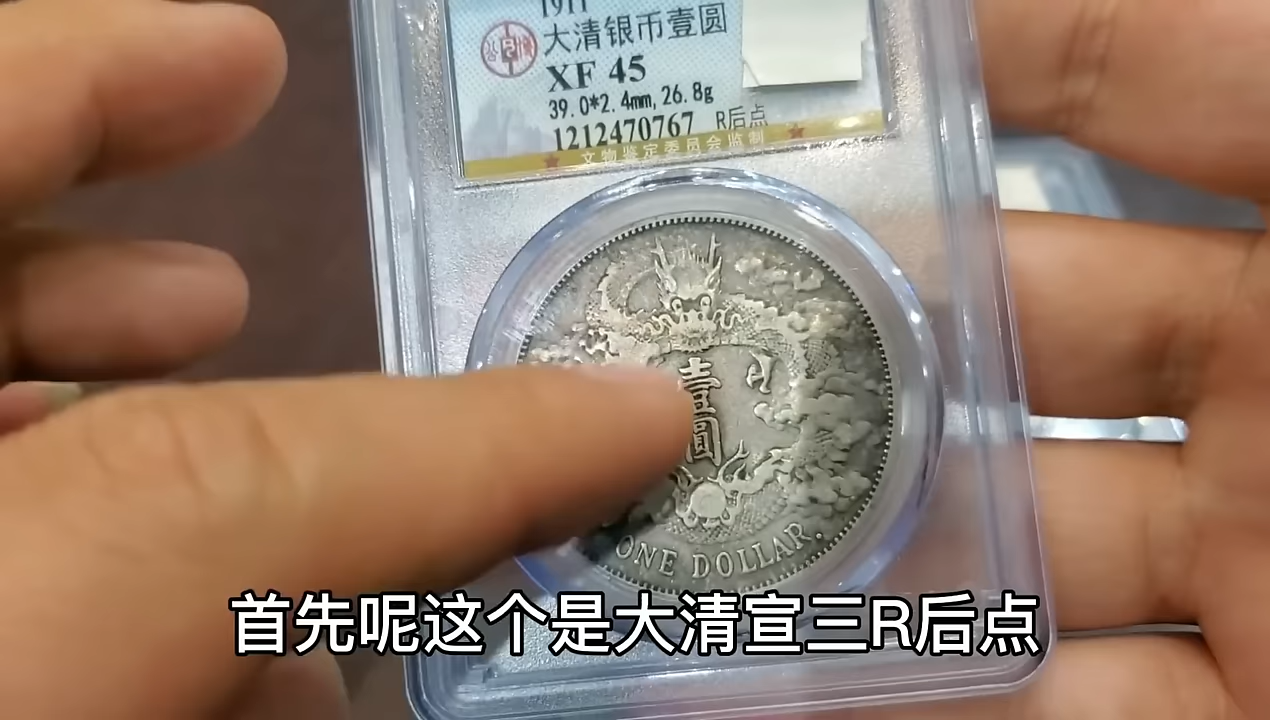 1911
大清银币壹圆
XF 45
39.0*2.4mm, 26.8g
1212470767 R后点
文物鉴定委员会监制
壹
圓
ONE DOLLAR.
首先呢这个是大清宣三R后点